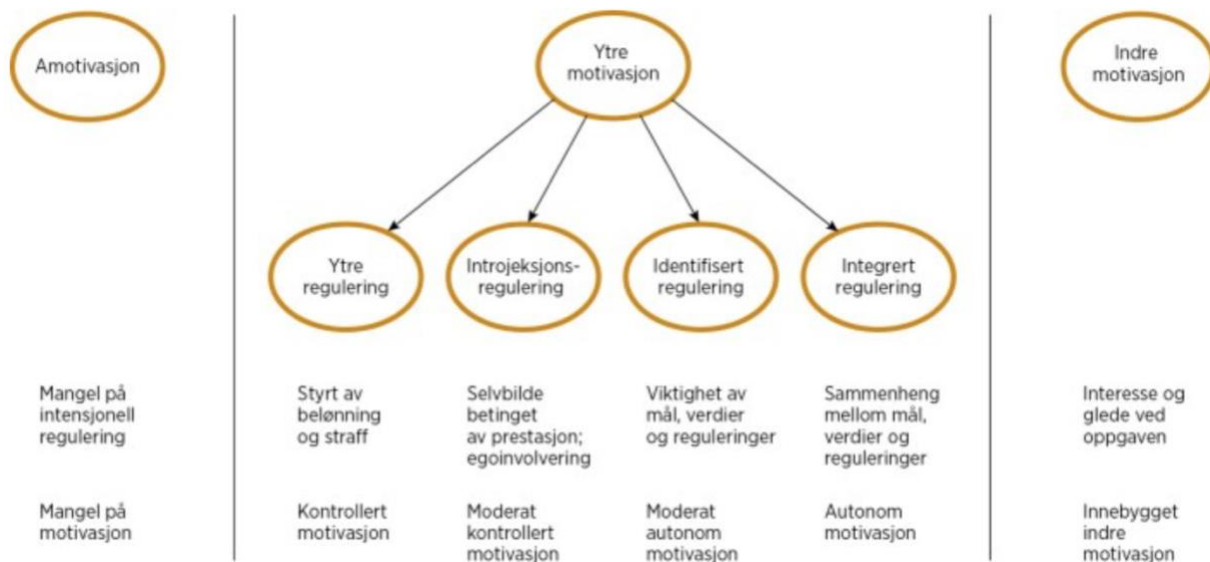 Amotivasjon
Ytre
motivasjon
Indre
motivasjon
Ytre
regulering
Introjeksjons-
regulering
Identifisert
regulering
Integrert
regulering
Mangel på
intensjonell
regulering
Styrt av
belønning
og straff
Selvbilde
betinget
av prestasjon;
egoinvolvering
Viktighet av
mål, verdier
og reguleringer
Sammenheng
mellom mål,
verdier og
reguleringer
Interesse og
glede ved
oppgaven
Mangel på
motivasjon
Kontrollert
motivasjon
Moderat
kontrollert
motivasjon
Moderat
autonom
motivasjon
Autonom
motivasjon
Innebygget
indre
motivasjon